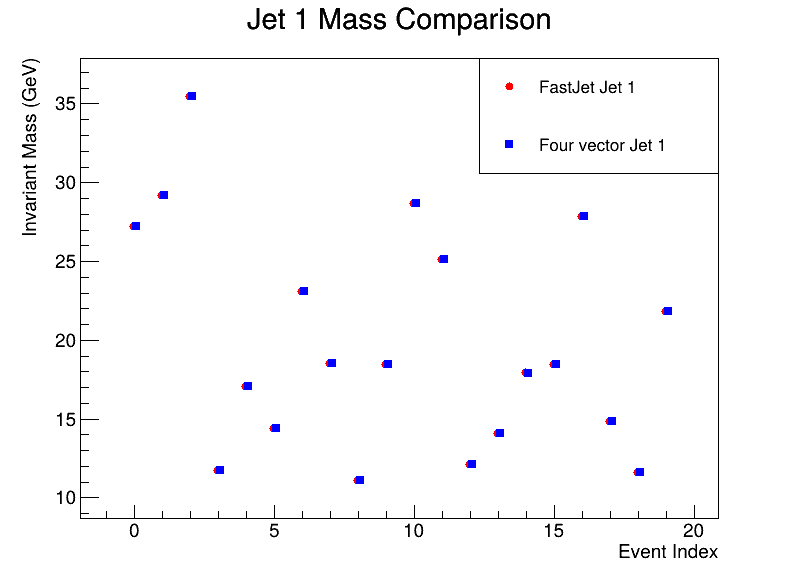 Jet 1 Mass Comparison
Invariant Mass (GeV)
35
30
25
20
15
10
FastJet Jet 1
Four vector Jet 1
0 5 10 15 20
Event Index